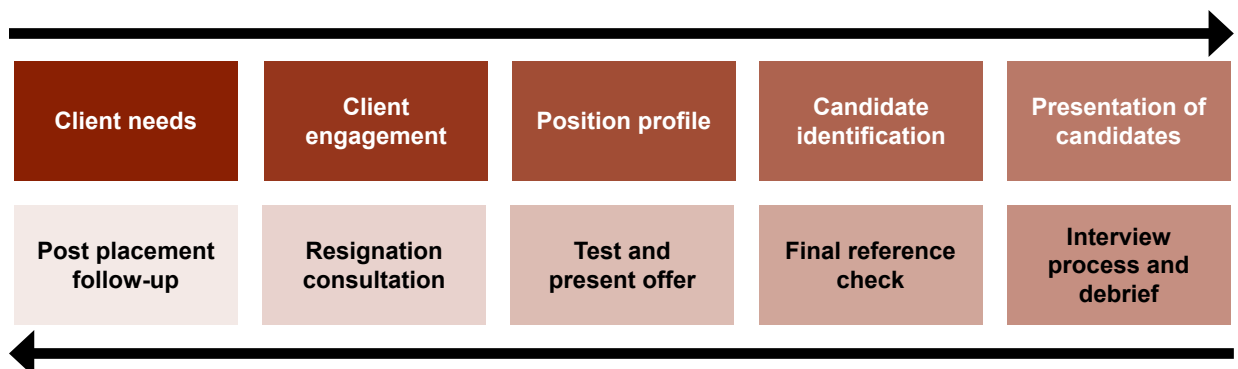 Client needs
Client
engagement
Position profile
Candidate
identification
Presentation of
candidates
Post placement
follow-up
Resignation
consultation
Test and
present offer
Final reference
check
Interview
process and
debrief